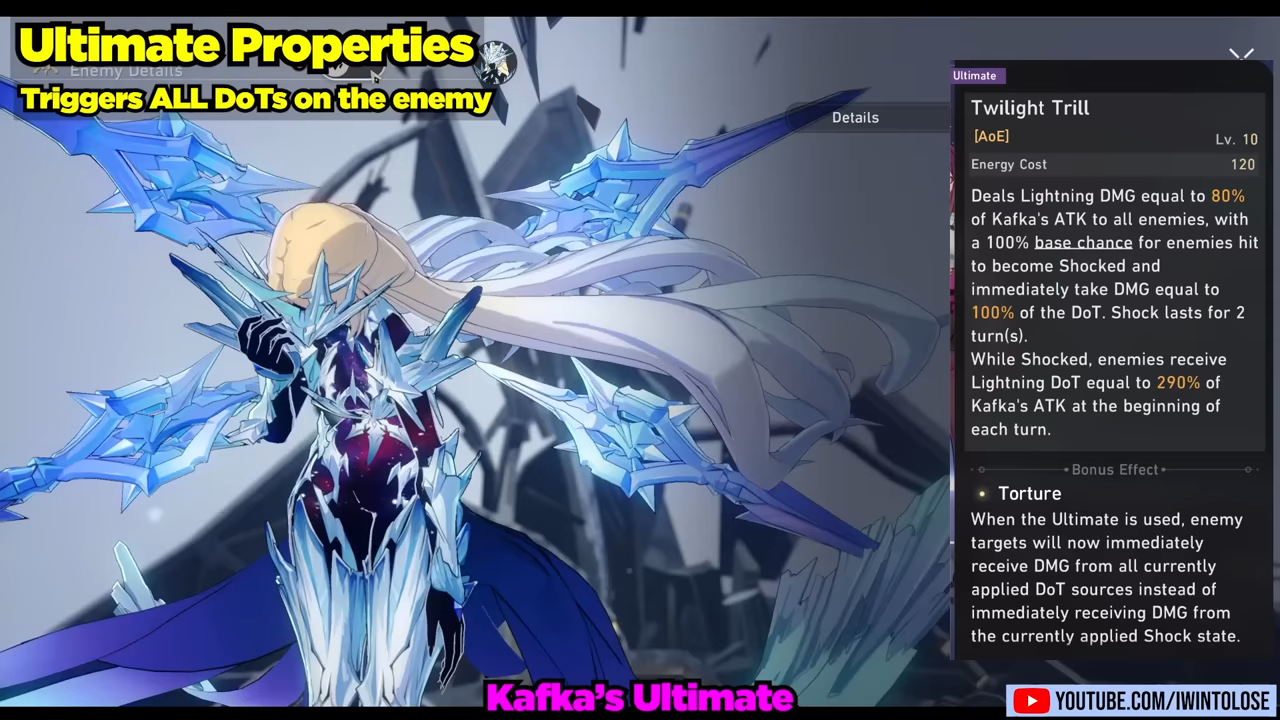 Ultimate Properties
Enemy Details
Triggers ALL DoTs on the enemy
Details
Ultimate
Twilight Trill
[AoE]
Lv. 10
Energy Cost 120
Deals Lightning DMG equal to 80%
of Kafka's ATK to all enemies, with
a 100% base chance for enemies hit
to become Shocked and
immediately take DMG equal to
100% of the DoT. Shock lasts for 2
turn(s).
While Shocked, enemies receive
Lightning DoT equal to 290% of
Kafka's ATK at the beginning of
each turn.
Bonus Effect
Torture
When the Ultimate is used, enemy
targets will now immediately
receive DMG from all currently
applied DoT sources instead of
immediately receiving DMG from
the currently applied Shock state.
Kafka's Ultimate
YOUTUBE.COM/IWINTOLOSE